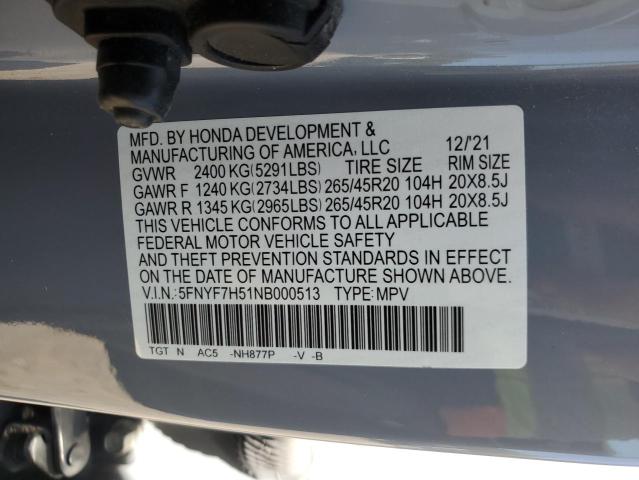 MFD. BY HONDA DEVELOPMENT &
MANUFACTURING OF AMERICA, LLC 12/'21
GVWR 2400 KG(5291LBS) TIRE SIZE RIM SIZE
GAWR F 1240 KG(2734LBS) 265/45R20 104H 20X8.5J
GAWR R 1345 KG(2965LBS) 265/45R20 104H 20X8.5J
THIS VEHICLE CONFORMS TO ALL APPLICABLE
FEDERAL MOTOR VEHICLE SAFETY
AND THEFT PREVENTION STANDARDS IN EFFECT
ON THE DATE OF MANUFACTURE SHOWN ABOVE.
V.I.N.:5FNYF7H51NB000513 TYPE:MPV
TGT N AC5 -NH877P -V -B